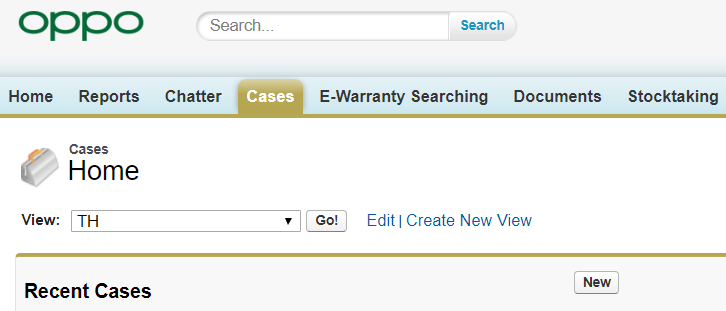 oppo
Search... Search
Home Reports Chatter Cases E-Warranty Searching Documents Stocktaking
Cases
Home
View: TH Go! Edit | Create New View
Recent Cases New